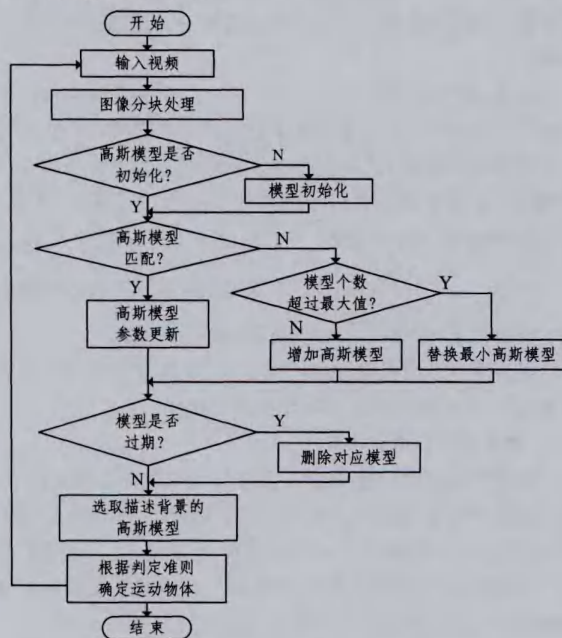 开 始
输入视频
图像分块处理
高斯模型是否
初始化?
N
模型初始化
Y
高斯模型
匹配?
N
模型个数
超过最大值?
Y
Y
高斯模型
参数更新
N
增加高斯模型
替换最小高斯模型
模型是否
过期?
Y
删除对应模型
N
选取描述背景的
高斯模型
根据判定准则
确定运动物体
结 束